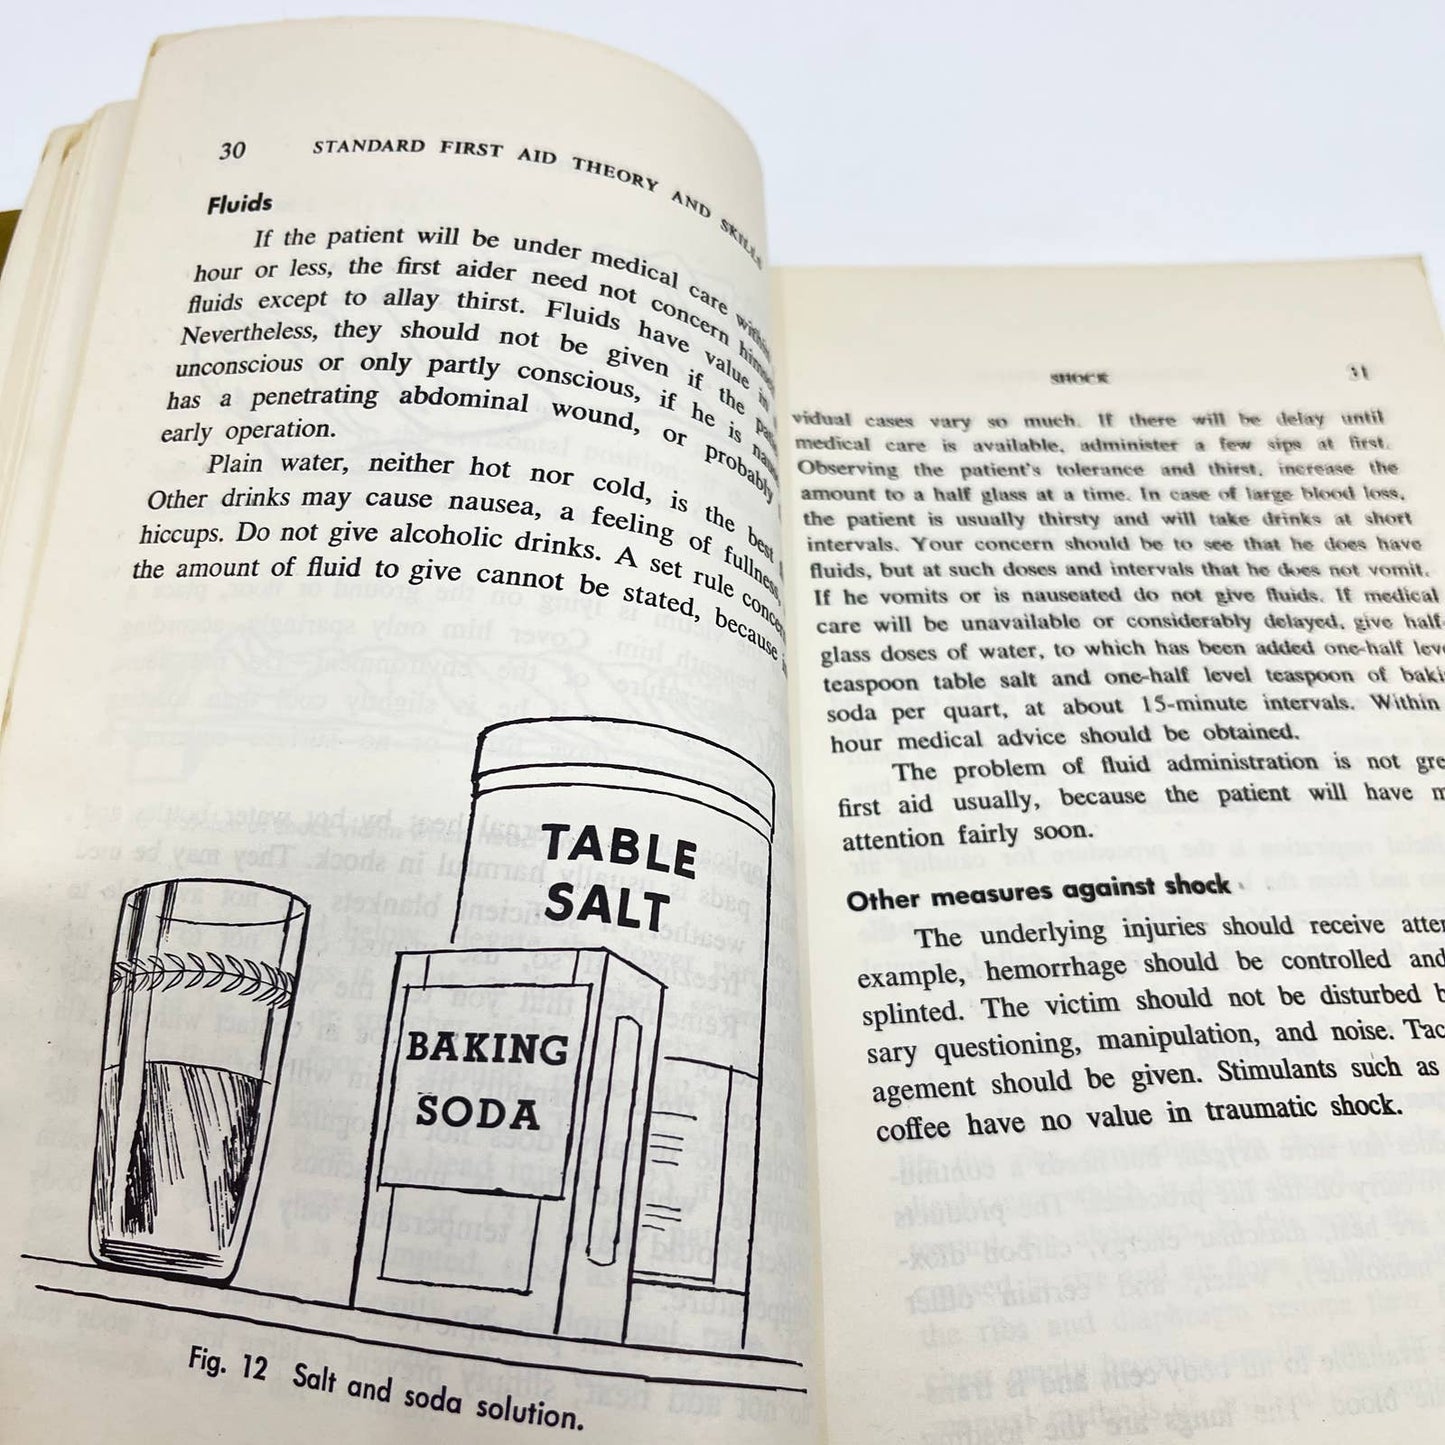 30 STANDARD FIRST AID THEORY AND SKILLS
Fluids
If the patient will be under medical care within
hour or less, the first aider need not concern
fluids except to allay thirst. Fluids have value in
Nevertheless, they should not be given if the
unconscious or only partly conscious, if he is
has a penetrating abdominal wound, or probably
early operation.
Plain water, neither hot nor cold, is the best
Other drinks may cause nausea, a feeling of fullness,
hiccups. Do not give alcoholic drinks. A set rule
the amount of fluid to give cannot be stated, because
TABLE
SALT
BAKING
SODA
Fig. 12 Salt and soda solution.
SHOCK 31
vidual cases vary so much. If there will be delay until
medical care is available, administer a few sips at first.
Observing the patient's tolerance and thirst, increase the
amount to a half glass at a time. In case of large blood loss,
the patient is usually thirsty and will take drinks at short
intervals. Your concern should be to see that he does have
fluids, but at such doses and intervals that he does not vomit.
If he vomits or is nauseated do not give fluids. If medical
care will be unavailable or considerably delayed, give half-
glass doses of water, to which has been added one-half
teaspoon table salt and one-half level teaspoon of
soda per quart, at about 15-minute intervals. Within
hour medical advice should be obtained.
The problem of fluid administration is not
first aid usually, because the patient will have
attention fairly soon.
Other measures against shock
The underlying injuries should receive
example, hemorrhage should be controlled and
splinted. The victim should not be disturbed
sary questioning, manipulation, and noise.
agement should be given. Stimulants such as
coffee have no value in traumatic shock.